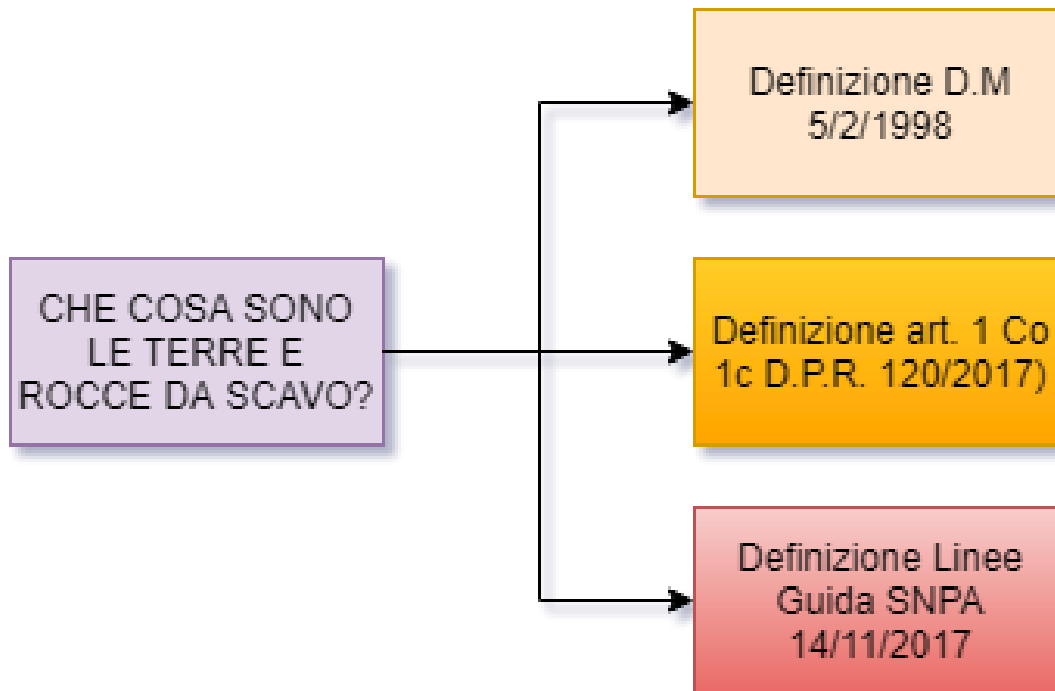 Definizione D.M
5/2/1998
CHE COSA SONO
LE TERRE E
ROCCE DA SCAVO?
Definizione art. 1 Co
1c D.P.R. 120/2017)
Definizione Linee
Guida SNPA
14/11/2017